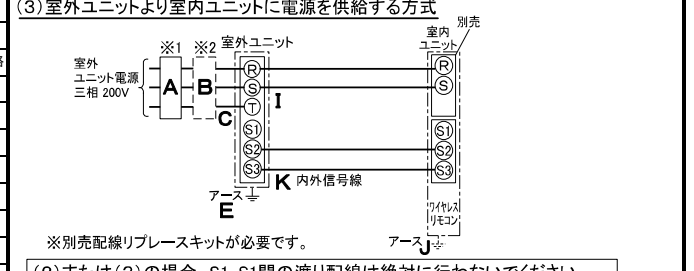 (3)室外ユニットより室内ユニットに電源を供給する方式
別売
※1 ※2 室外ユニット
室内
ユニット
室外
ユニット電源
三相 200V
A B C
R
S
T
S1
S2
S3
I
R
S
S1
S2
S3
K 内外信号線
アース
E
ワイヤレス
リモコン
アース J
※別売配線リプレースキットが必要です。
(2)または(3)の場合、S1-S1間の渡り配線は絶対に行わないでください